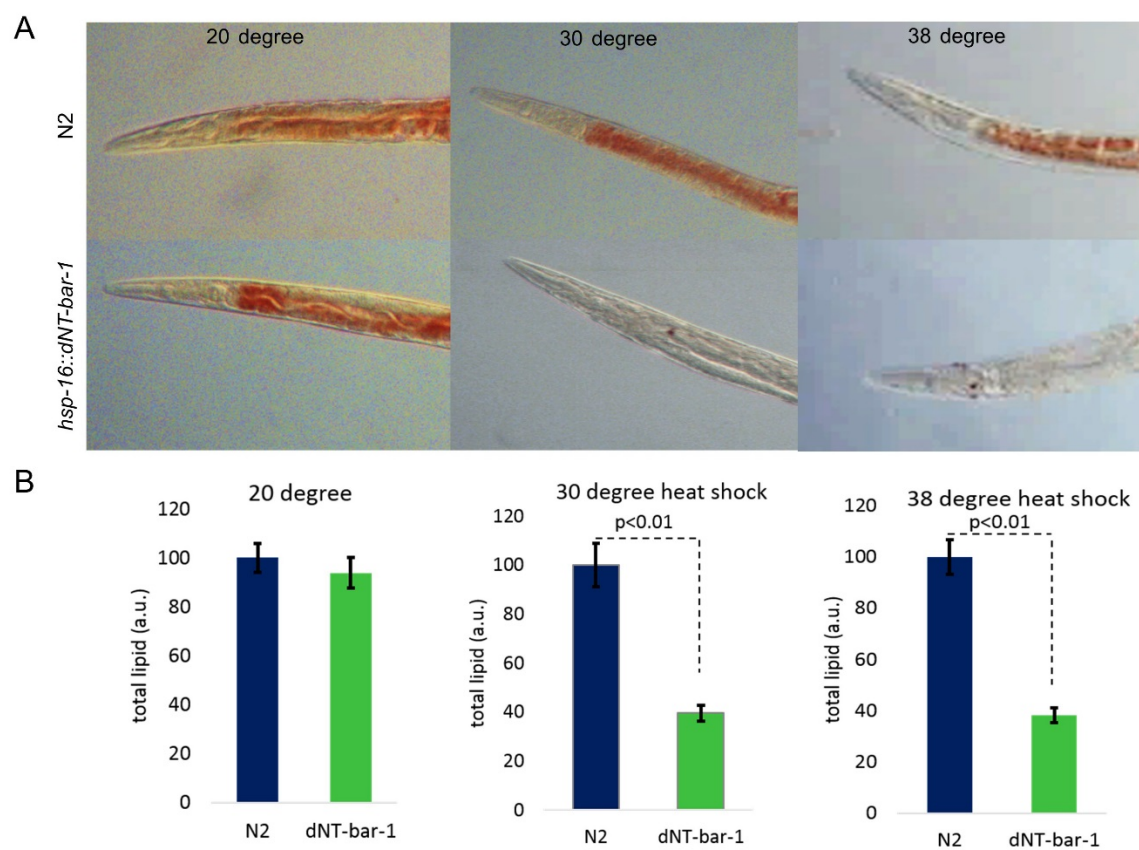 A
20 degree
30 degree
38 degree
N2
hsp-16::dNT-bar-1
B
20 degree
total lipid (a.u.)
120
100
80
60
40
20
0
N2 dNT-bar-1
30 degree heat shock
p<0.01
total lipid (a.u.)
120
100
80
60
40
20
0
N2 dNT-bar-1
38 degree heat shock
p<0.01
total lipid (a.u.)
120
100
80
60
40
20
0
N2 dNT-bar-1